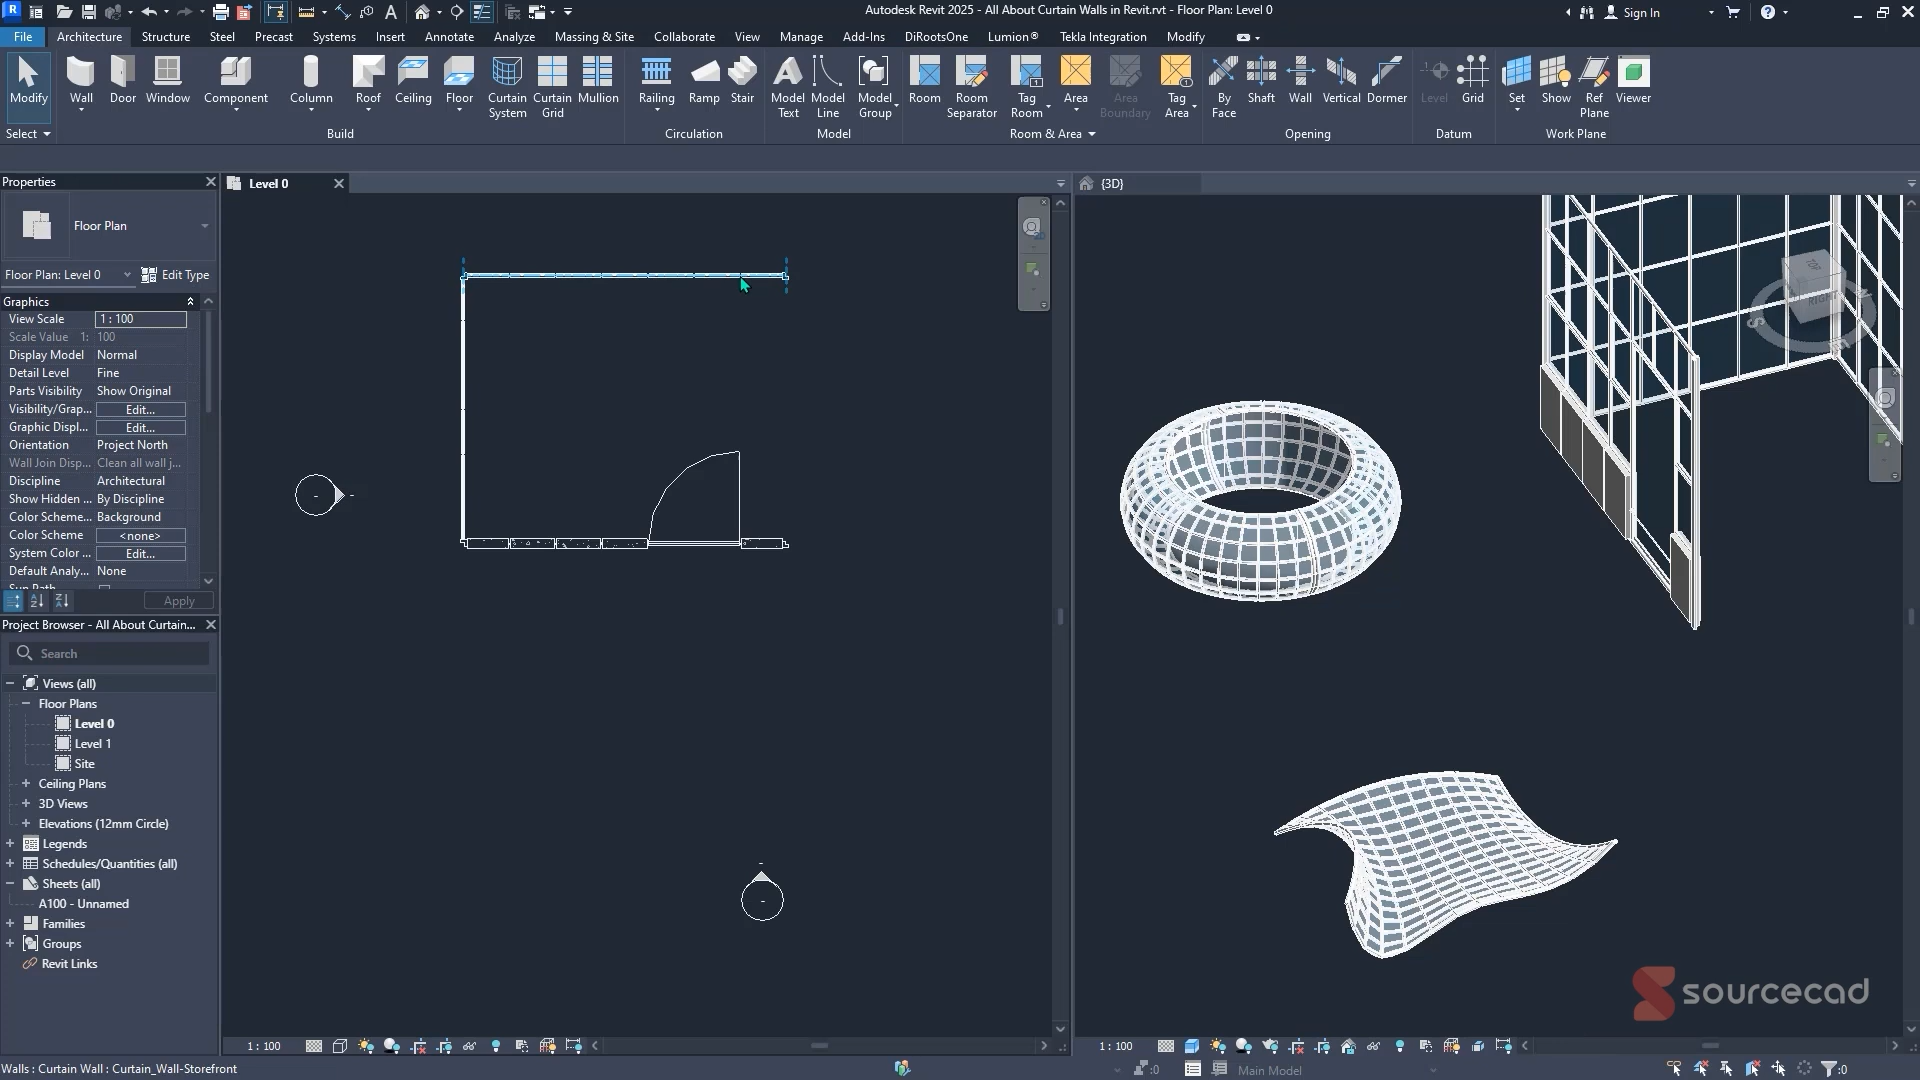 Autodesk Revit 2025 - All About Curtain Walls in Revit.rvt - Floor Plan: Level 0
Sign In
File Architecture Structure Steel Precast Systems Insert Annotate Analyze Massing & Site Collaborate View Manage Add-Ins DiRootsOne Lumion® Tekla Integration Modify
Modify Wall Door Window Component Column Roof Ceiling Floor Curtain System Curtain Grid Mullion Railing Ramp Stair Model Text Model Line Model Group Room Room Separator Tag Room Area Area Boundary Tag Area By Face Shaft Wall Vertical Dormer Level Grid Set Show Ref Plane Viewer
Select Build Circulation Model Room & Area Opening Datum Work Plane
Properties
Level 0
{3D}
Floor Plan
Floor Plan: Level 0 Edit Type
Graphics
View Scale 1 : 100
Scale Value 1: 100
Display Model Normal
Detail Level Fine
Parts Visibility Show Original
Visibility/Grap... Edit...
Graphic Displ... Edit...
Orientation Project North
Wall Join Disp... Clean all wall j...
Discipline Architectural
Show Hidden ... By Discipline
Color Scheme... Background
Color Scheme <none>
System Color ... Edit...
Default Analy... None
Sun Path
Apply
Project Browser - All About Curtain...
Search
Views (all)
Floor Plans
Level 0
Level 1
Site
Ceiling Plans
3D Views
Elevations (12mm Circle)
Legends
Schedules/Quantities (all)
Sheets (all)
A100 - Unnamed
Families
Groups
Revit Links
TOP
RIGHT
S
sourcecad
1 : 100
1 : 100
Walls : Curtain Wall : Curtain_Wall-Storefront
:0
Main Model
:0